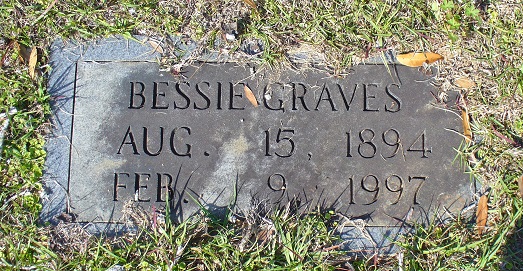 BESSIE GRAVES
AUG. 15, 1894
FEB. 9, 1997